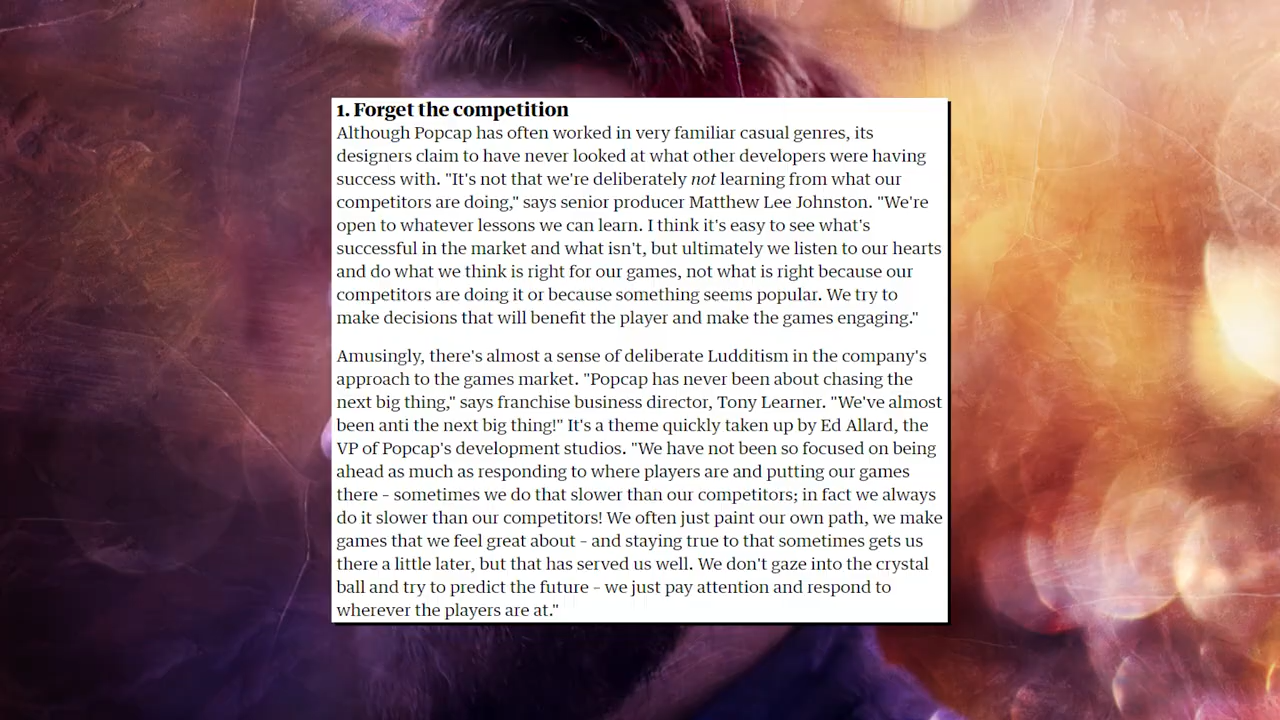 1. Forget the competition
Although Popcap has often worked in very familiar casual genres, its
designers claim to have never looked at what other developers were having
success with. "It's not that we're deliberately not learning from what our
competitors are doing," says senior producer Matthew Lee Johnston. "We're
open to whatever lessons we can learn. I think it's easy to see what's
successful in the market and what isn't, but ultimately we listen to our hearts
and do what we think is right for our games, not what is right because our
competitors are doing it or because something seems popular. We try to
make decisions that will benefit the player and make the games engaging."
Amusingly, there's almost a sense of deliberate Ludditism in the company's
approach to the games market. "Popcap has never been about chasing the
next big thing," says franchise business director, Tony Learner. "We've almost
been anti the next big thing!" It's a theme quickly taken up by Ed Allard, the
VP of Popcap's development studios. "We have not been so focused on being
ahead as much as responding to where players are and putting our games
there – sometimes we do that slower than our competitors; in fact we always
do it slower than our competitors! We often just paint our own path, we make
games that we feel great about – and staying true to that sometimes gets us
there a little later, but that has served us well. We don't gaze into the crystal
ball and try to predict the future – we just pay attention and respond to
wherever the players are at."